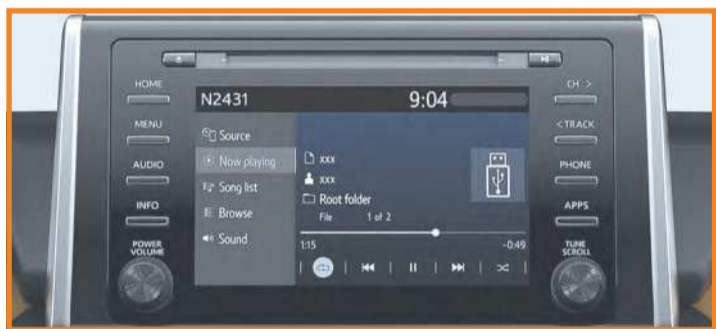 HOME
MENU
AUDIO
INFO
POWER
VOLUME
N2431
9:04
Source
Now playing
Song list
Browse
Sound
xxx
xxx
Root folder
File 1 of 2
1:15
-0:49
CH >
<TRACK
PHONE
APPS
TUNE
SCROLL